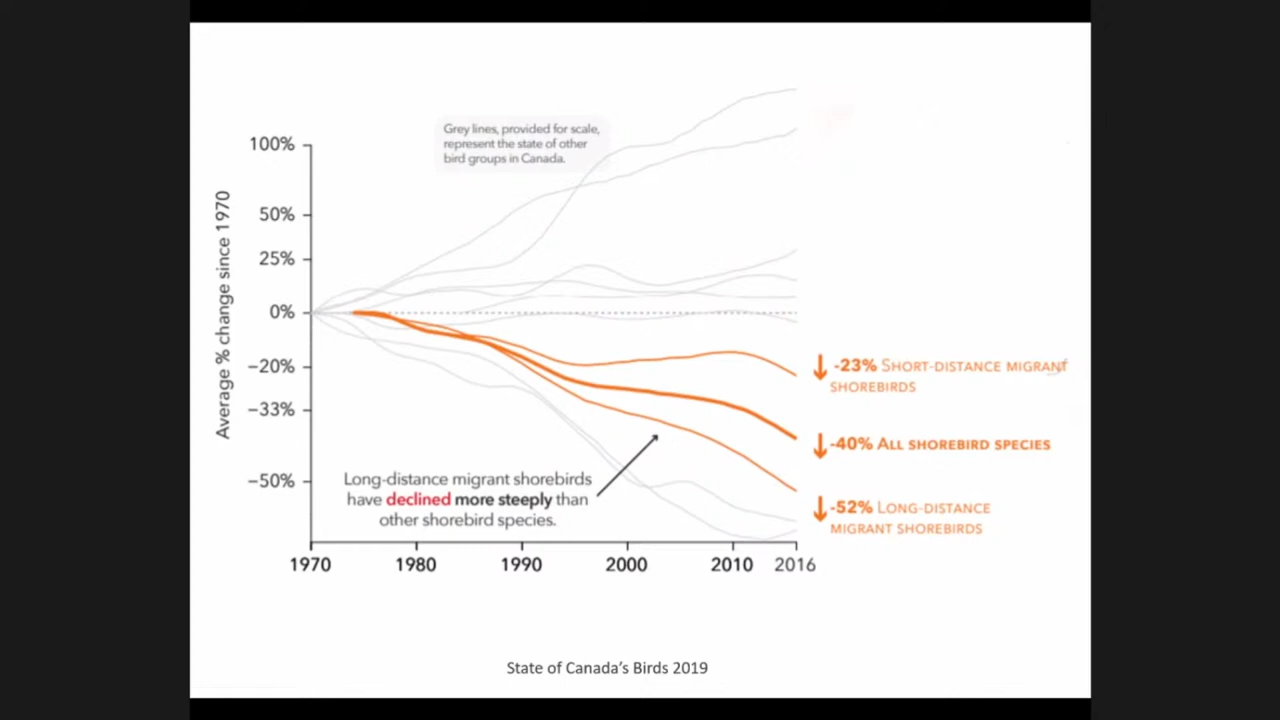 Grey lines, provided for scale,
represent the state of other
bird groups in Canada.
Average % change since 1970
100%
50%
25%
0%
−20%
−33%
−50%
-23% SHORT-DISTANCE MIGRANT
SHOREBIRDS
-40% ALL SHOREBIRD SPECIES
-52% LONG-DISTANCE
MIGRANT SHOREBIRDS
Long-distance migrant shorebirds
have declined more steeply than
other shorebird species.
1970 1980 1990 2000 2010 2016
State of Canada's Birds 2019